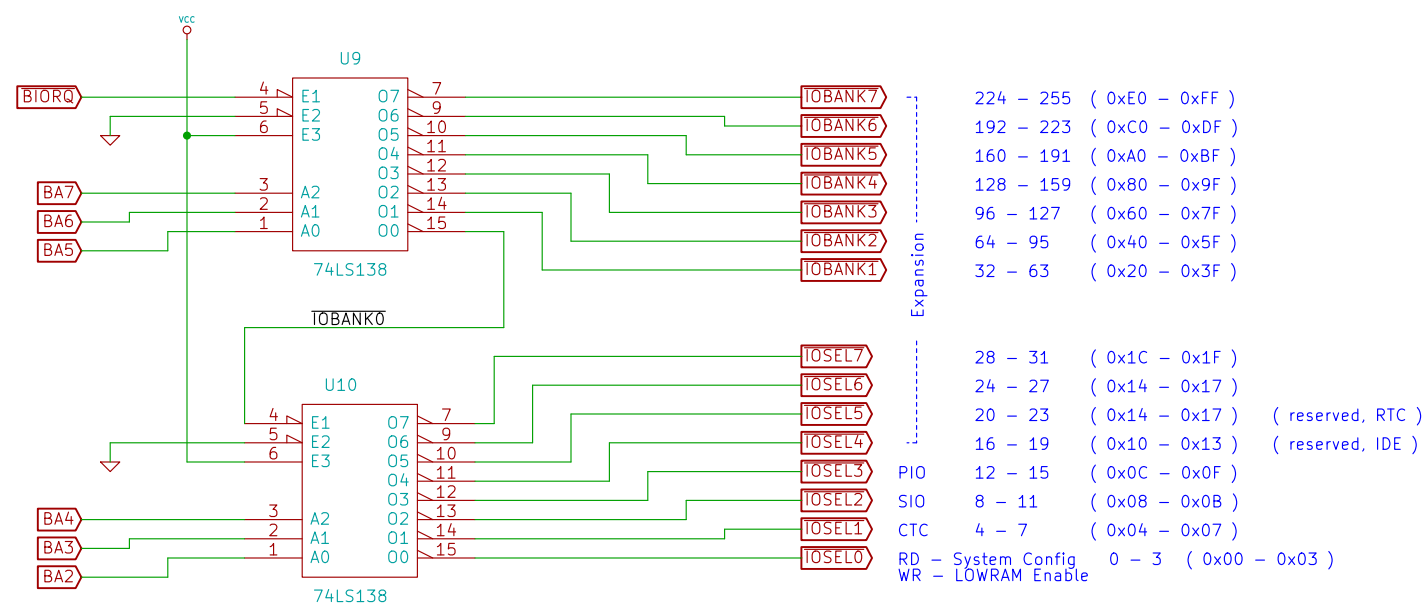 vcc
U9
BIORQ 4 E1 O7 7 IOBANK7 224 – 255 ( 0xE0 – 0xFF )
5 E2 O6 9 IOBANK6 192 – 223 ( 0xC0 – 0xDF )
6 E3 O5 10 IOBANK5 160 – 191 ( 0xA0 – 0xBF )
O4 11 IOBANK4 128 – 159 ( 0x80 – 0x9F )
O3 12 IOBANK3 96 – 127 ( 0x60 – 0x7F )
BA7 3 A2 O2 13 IOBANK2 64 – 95 ( 0x40 – 0x5F )
BA6 2 A1 O1 14 IOBANK1 32 – 63 ( 0x20 – 0x3F )
BA5 1 A0 O0 15
74LS138
Expansion
IOBANK0
U10
4 E1 O7 7 IOSEL7 28 – 31 ( 0x1C – 0x1F )
5 E2 O6 9 IOSEL6 24 – 27 ( 0x14 – 0x17 )
6 E3 O5 10 IOSEL5 20 – 23 ( 0x14 – 0x17 ) ( reserved, RTC )
O4 11 IOSEL4 16 – 19 ( 0x10 – 0x13 ) ( reserved, IDE )
O3 12 IOSEL3 PIO 12 – 15 ( 0x0C – 0x0F )
BA4 3 A2 O2 13 IOSEL2 SIO 8 – 11 ( 0x08 – 0x0B )
BA3 2 A1 O1 14 IOSEL1 CTC 4 – 7 ( 0x04 – 0x07 )
BA2 1 A0 O0 15 IOSEL0 RD – System Config 0 – 3 ( 0x00 – 0x03 )
WR – LOWRAM Enable
74LS138